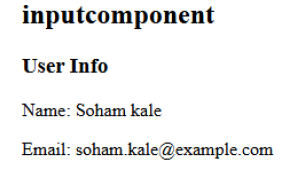 inputcomponent
User Info
Name: Soham kale
Email: soham.kale@example.com